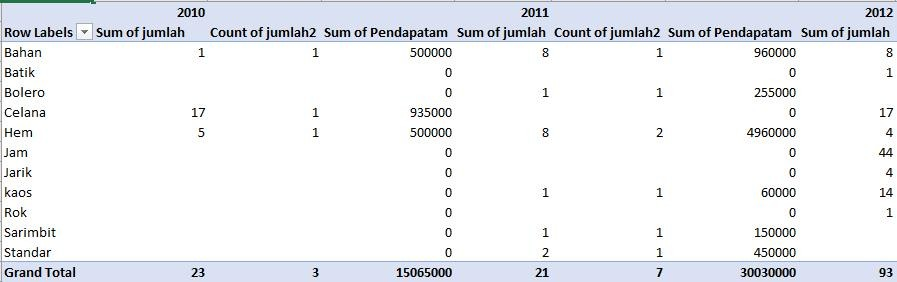 2010 2011 2012
Row Labels Sum of jumlah Count of jumlah2 Sum of Pendapatam Sum of jumlah Count of jumlah2 Sum of Pendapatam Sum of jumlah
Bahan 1 1 500000 8 1 960000 8
Batik 0 0 1
Bolero 0 1 1 255000
Celana 17 1 935000 0 17
Hem 5 1 500000 8 2 4960000 4
Jam 0 0 44
Jarik 0 0 4
kaos 0 1 1 60000 14
Rok 0 0 1
Sarimbit 0 1 1 150000
Standar 0 2 1 450000
Grand Total 23 3 15065000 21 7 30030000 93